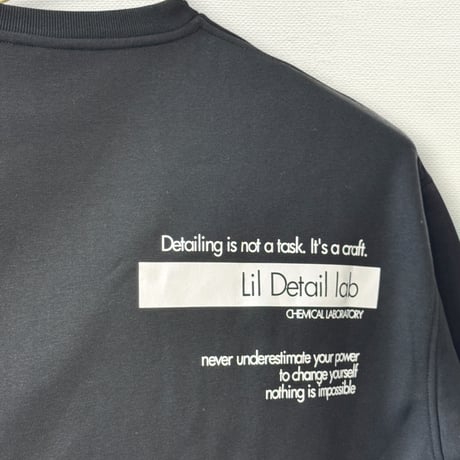 Detailing is not a task. It's a craft.
Lil Detail lab
CHEMICAL LABORATORY
never underestimate your power
to change yourself
nothing is impossible